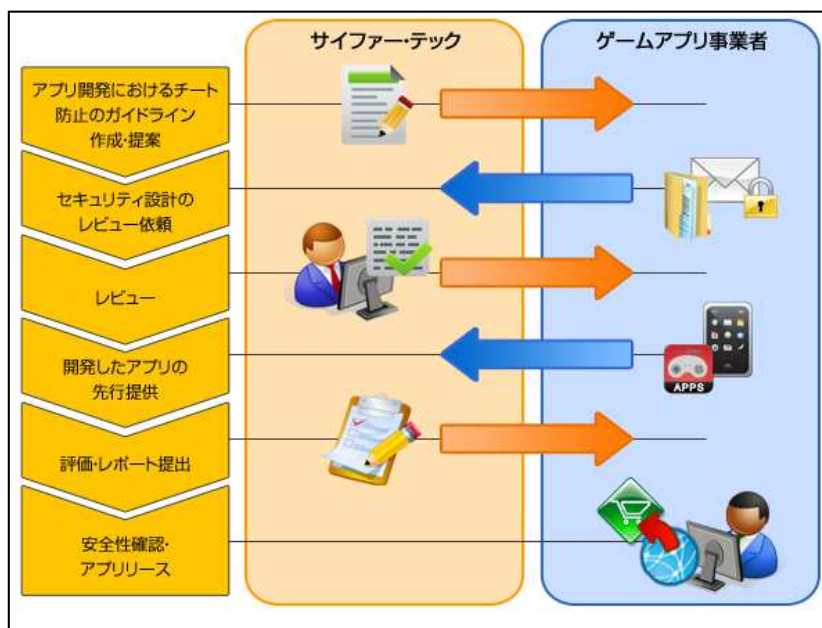 サイファー・テック
ゲームアプリ事業者
アプリ開発におけるチート
防止のガイドライン
作成・提案
セキュリティ設計の
レビュー依頼
レビュー
開発したアプリの
先行提供
APPS
評価・レポート提出
安全性確認・
アプリリース